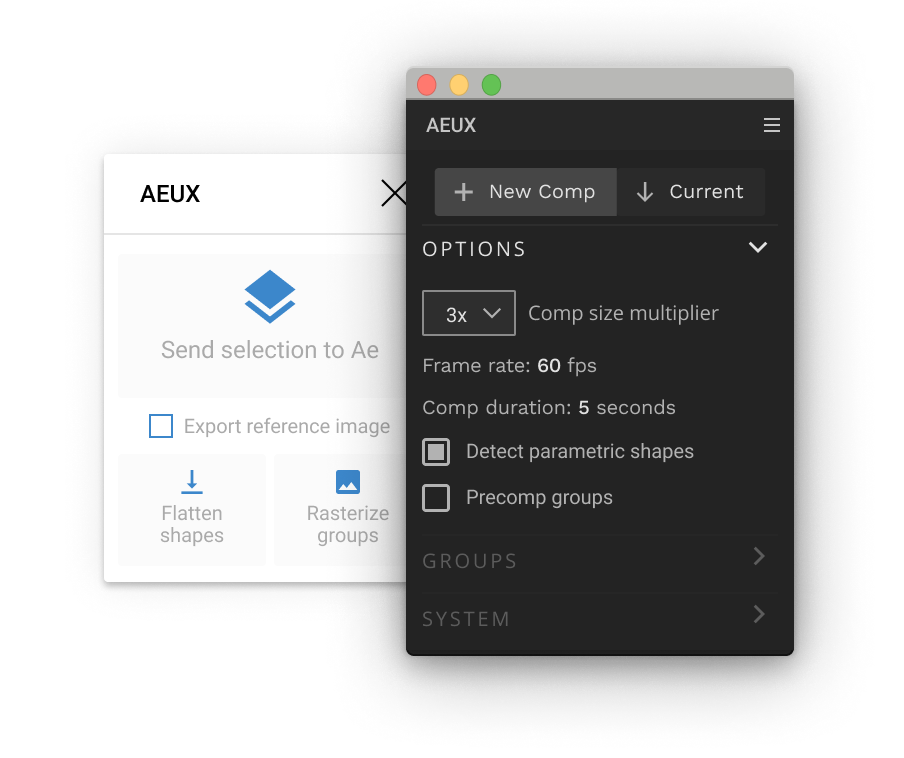 AEUX
Send selection to Ae
Export reference image
Flatten
shapes
Rasterize
groups
AEUX
New Comp
Current
OPTIONS
3x
Comp size multiplier
Frame rate: 60 fps
Comp duration: 5 seconds
Detect parametric shapes
Precomp groups
GROUPS
SYSTEM